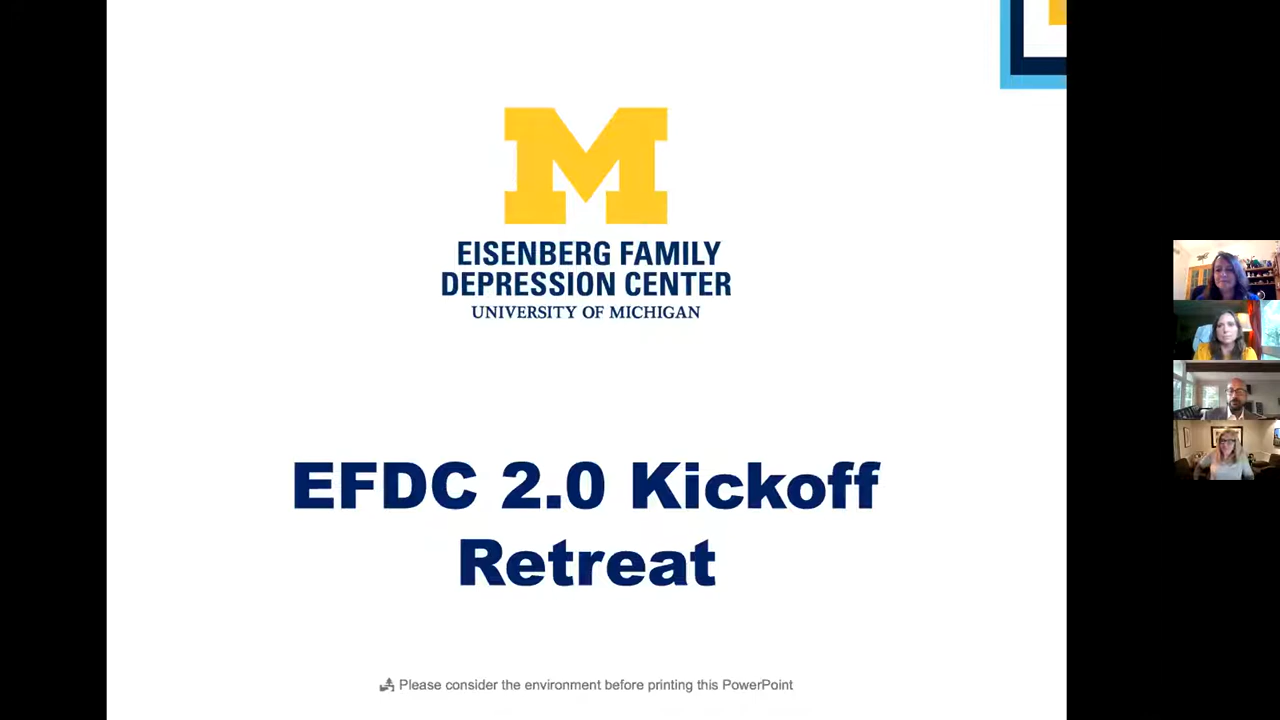 M
EISENBERG FAMILY
DEPRESSION CENTER
UNIVERSITY OF MICHIGAN
EFDC 2.0 Kickoff
Retreat
Please consider the environment before printing this PowerPoint